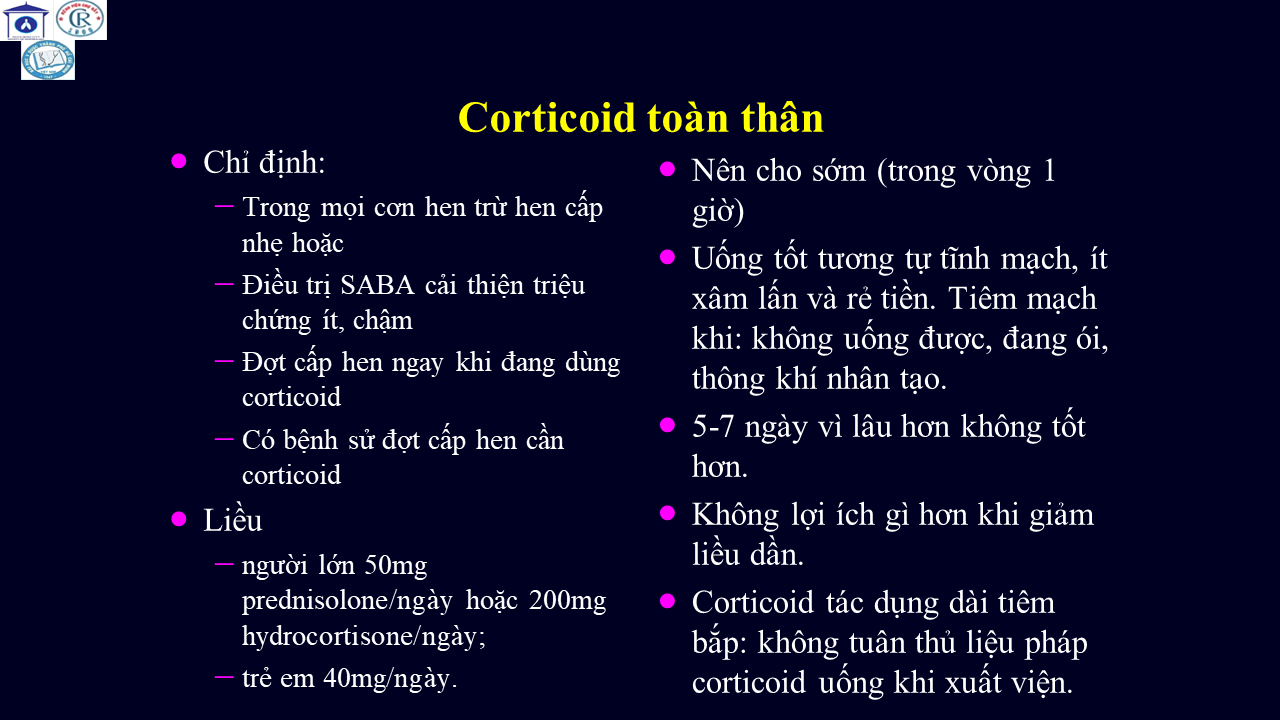 Corticoid toàn thân
Chỉ định:
– Trong mọi cơn hen trừ hen cấp
nhẹ hoặc
– Điều trị SABA cải thiện triệu
chứng ít, chậm
– Đợt cấp hen ngay khi đang dùng
corticoid
– Có bệnh sử đợt cấp hen cần
corticoid
Liều
– người lớn 50mg
prednisolone/ngày hoặc 200mg
hydrocortisone/ngày;
– trẻ em 40mg/ngày.
Nên cho sớm (trong vòng 1
giờ)
Uống tốt tương tự tĩnh mạch, ít
xâm lấn và rẻ tiền. Tiêm mạch
khi: không uống được, đang ói,
thông khí nhân tạo.
5-7 ngày vì lâu hơn không tốt
hơn.
Không lợi ích gì hơn khi giảm
liều dần.
Corticoid tác dụng dài tiêm
bắp: không tuân thủ liệu pháp
corticoid uống khi xuất viện.